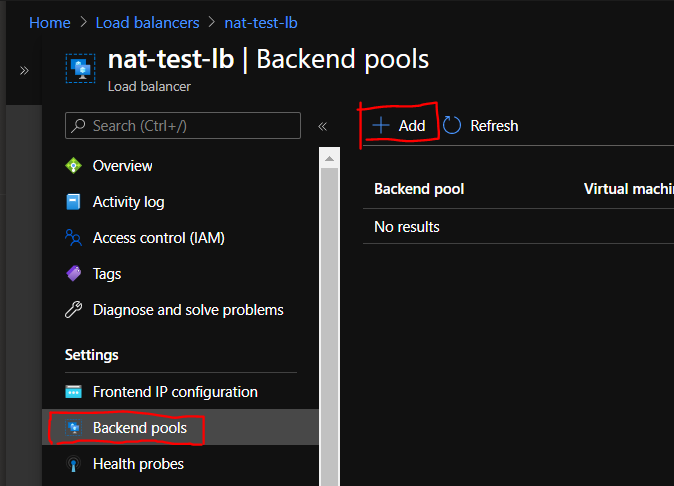 Home > Load balancers > nat-test-lb
»
nat-test-lb | Backend pools
Load balancer
Search (Ctrl+/)
«
+ Add
Refresh
Overview
Activity log
Access control (IAM)
Tags
Diagnose and solve problems
Settings
Frontend IP configuration
Backend pools
Health probes
Backend pool
Virtual machin
No results